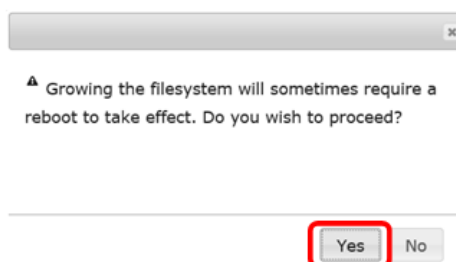 Growing the filesystem will sometimes require a
reboot to take effect. Do you wish to proceed?
Yes No